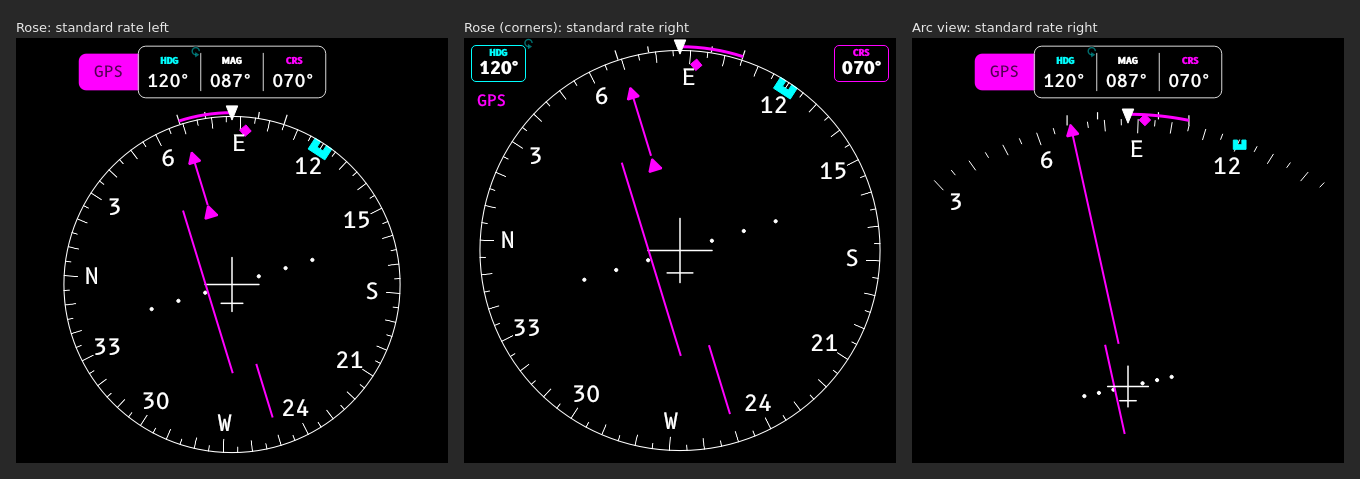 Rose: standard rate left
GPS
HDG MAG CRS
120° 087° 070°
E
6 12
3 15
N S
33 21
30 24
W
Rose (corners): standard rate right
HDG
120°
CRS
070°
GPS
E
6 12
3 15
N S
33 21
30 24
W
Arc view: standard rate right
GPS
HDG MAG CRS
120° 087° 070°
E
6 12
3